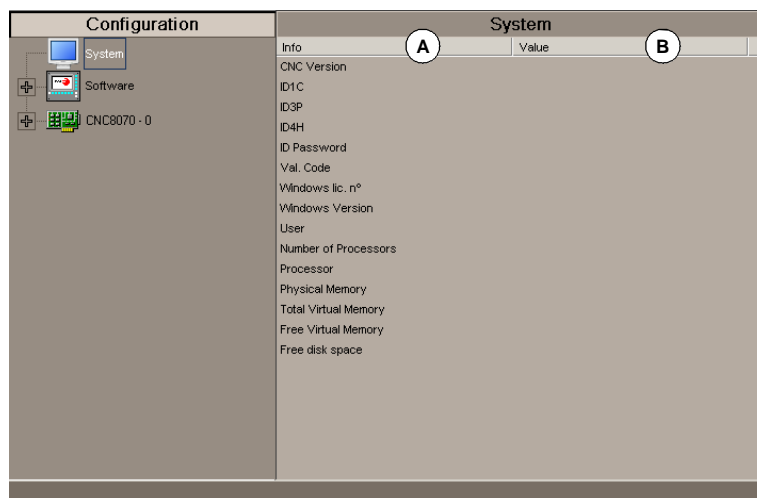 Configuration
System
System
Software
CNC8070 - 0
Info A Value B
CNC Version
ID1C
ID3P
ID4H
ID Password
Val. Code
Windows lic. nº
Windows Version
User
Number of Processors
Processor
Physical Memory
Total Virtual Memory
Free Virtual Memory
Free disk space